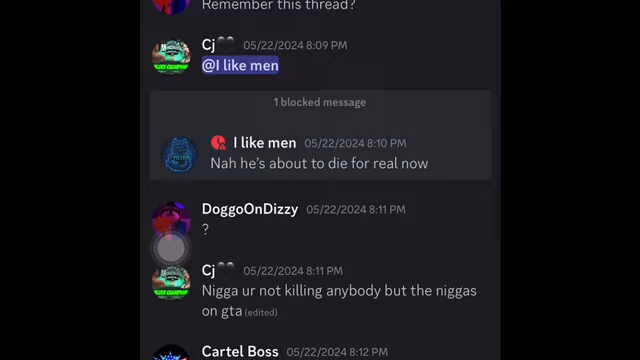 Remember this thread?
Cj🖤 05/22/2024 8:09 PM
@I like men
1 blocked message
I like men 05/22/2024 8:10 PM
Nah he's about to die for real now
DoggoOnDizzy 05/22/2024 8:11 PM
?
Cj🖤 05/22/2024 8:11 PM
Nigga ur not killing anybody but the niggas
on gta (edited)
Cartel Boss 05/22/2024 8:12 PM